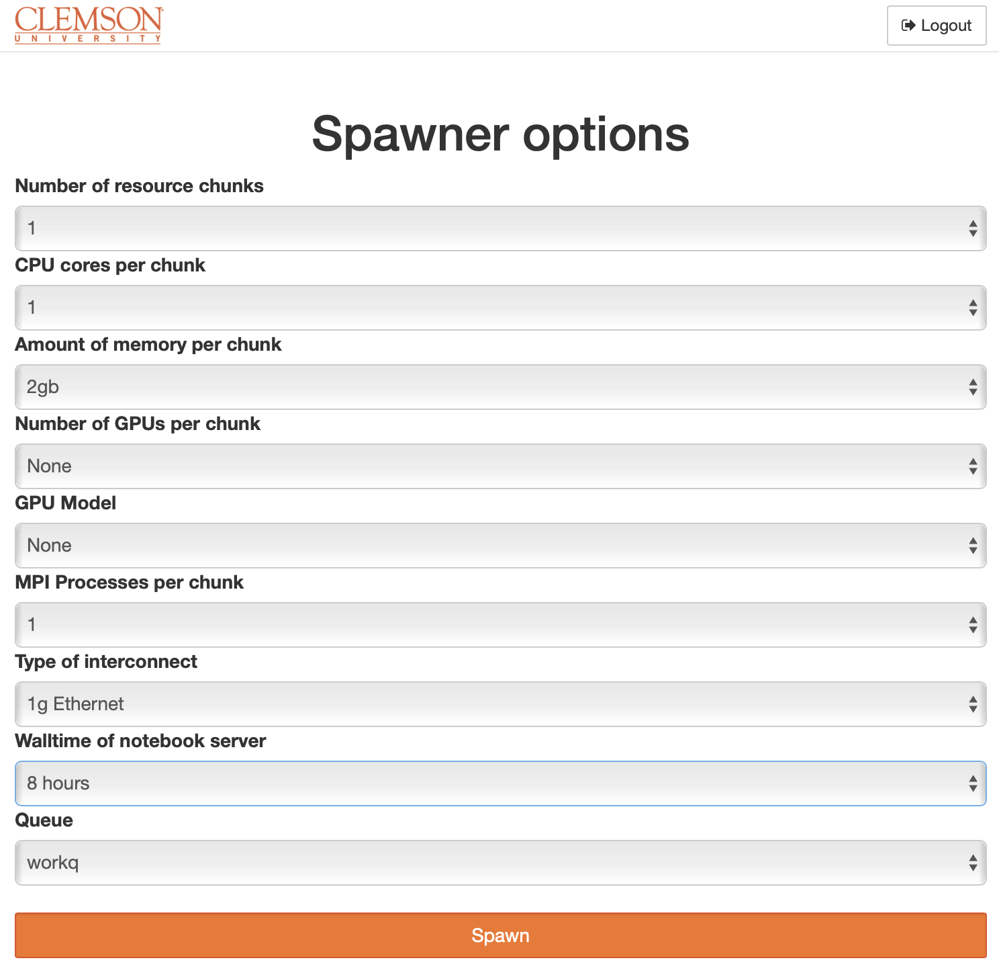 CLEMSON
UNIVERSITY
Logout
Spawner options
Number of resource chunks
1
CPU cores per chunk
1
Amount of memory per chunk
2gb
Number of GPUs per chunk
None
GPU Model
None
MPI Processes per chunk
1
Type of interconnect
1g Ethernet
Walltime of notebook server
8 hours
Queue
workq
Spawn